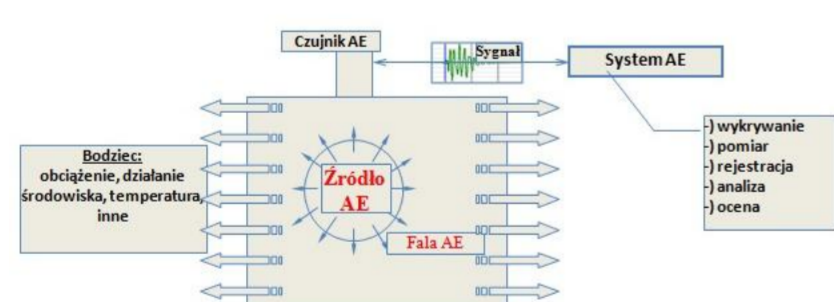 Czujnik AE
Sygnał
System AE
-) wykrywanie
-) pomiar
-) rejestracja
-) analiza
-) ocena
Bodziec:
obciążenie, działanie
środowiska, temperatura,
inne
Źródło
AE
Fala AE